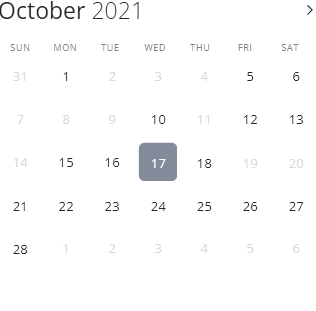 October 2021
SUN MON TUE WED THU FRI SAT
31 1 2 3 4 5 6
7 8 9 10 11 12 13
14 15 16 17 18 19 20
21 22 23 24 25 26 27
28 1 2 3 4 5 6